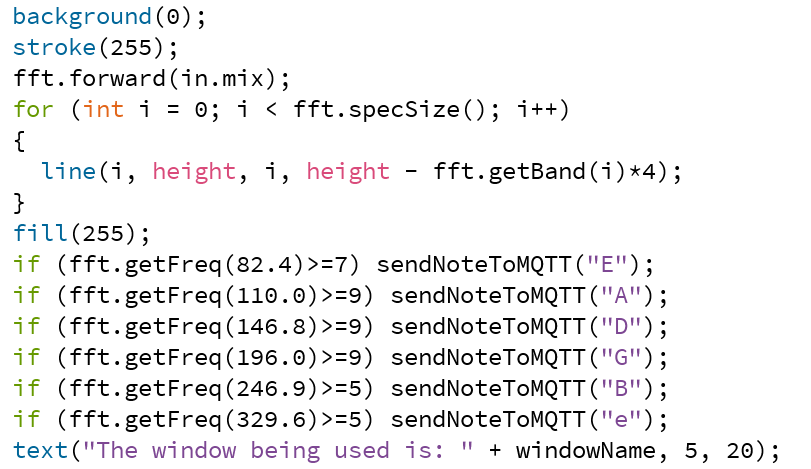 background(0);
stroke(255);
fft.forward(in.mix);
for (int i = 0; i < fft.specSize(); i++)
{
  line(i, height, i, height - fft.getBand(i)*4);
}
fill(255);
if (fft.getFreq(82.4)>=7) sendNoteToMQTT("E");
if (fft.getFreq(110.0)>=9) sendNoteToMQTT("A");
if (fft.getFreq(146.8)>=9) sendNoteToMQTT("D");
if (fft.getFreq(196.0)>=9) sendNoteToMQTT("G");
if (fft.getFreq(246.9)>=5) sendNoteToMQTT("B");
if (fft.getFreq(329.6)>=5) sendNoteToMQTT("e");
text("The window being used is: " + windowName, 5, 20);